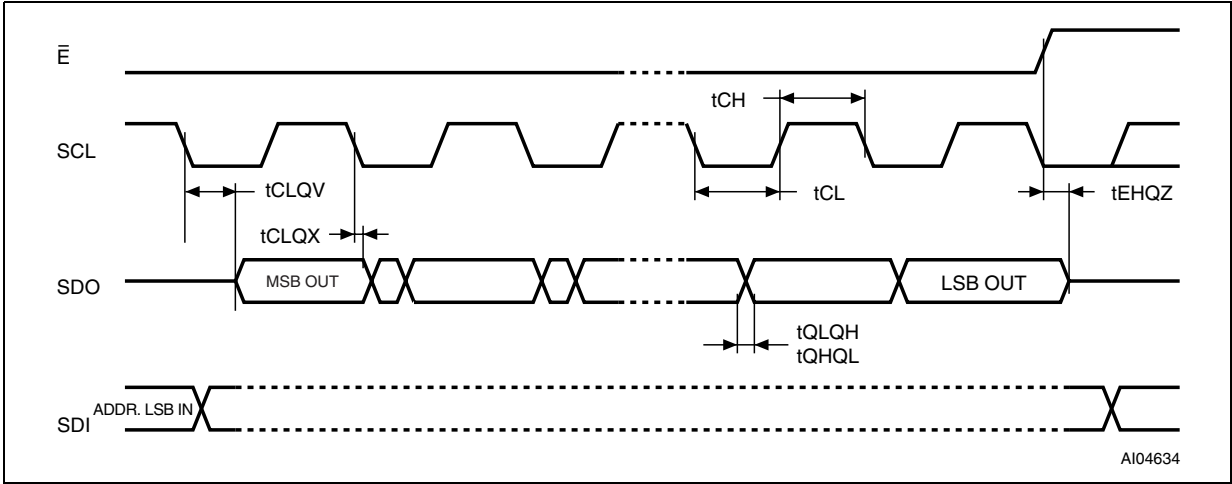 Ē
tCH
SCL
tCLQV
tCL
tEHQZ
tCLQX
SDO
MSB OUT
LSB OUT
tQLQH
tQHQL
ADDR. LSB IN
SDI
AI04634